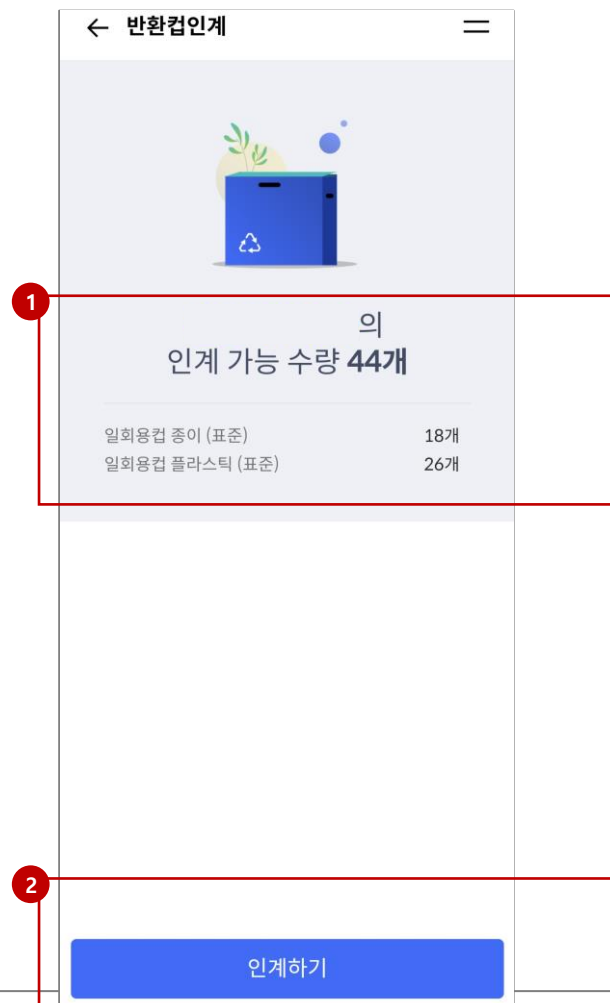 ← 반환컵인계
1
의
인계 가능 수량 44개
일회용컵 종이 (표준) 18개
일회용컵 플라스틱 (표준) 26개
2
인계하기